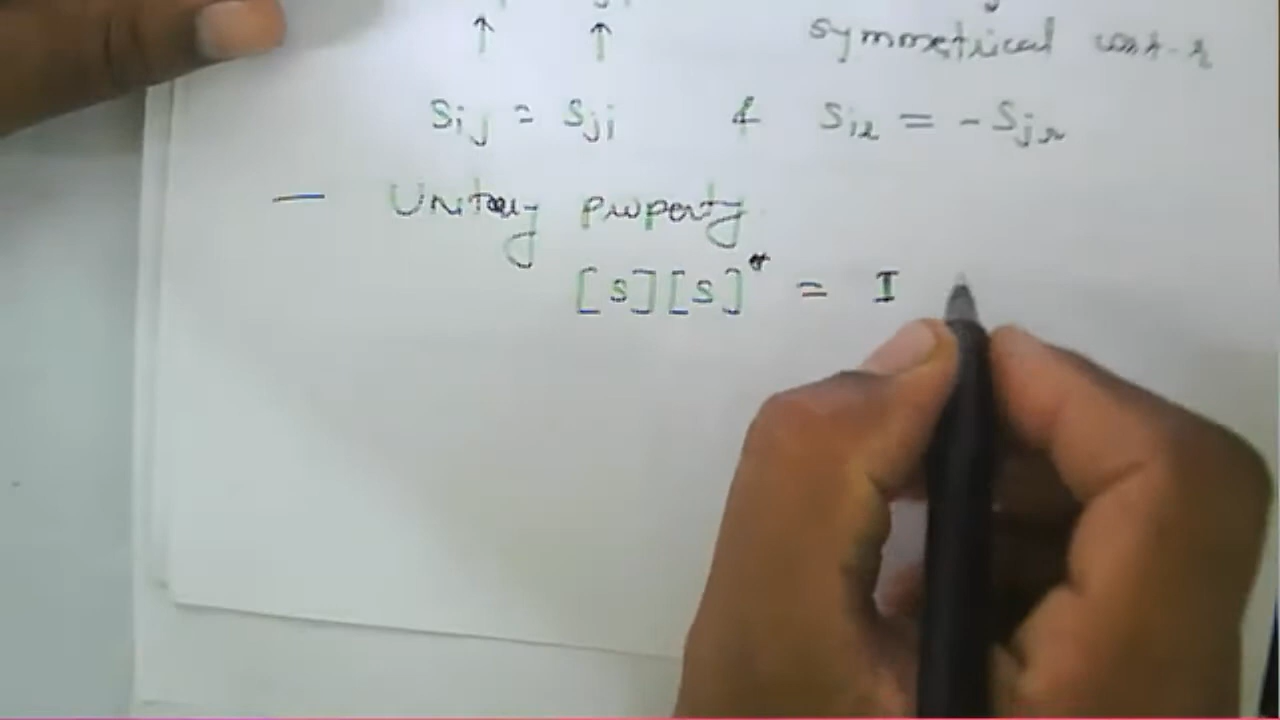 ↑ ↑ symmetrical
Sij = Sji & Sir = - Sjr
— Unitary property
[S][S]* = I